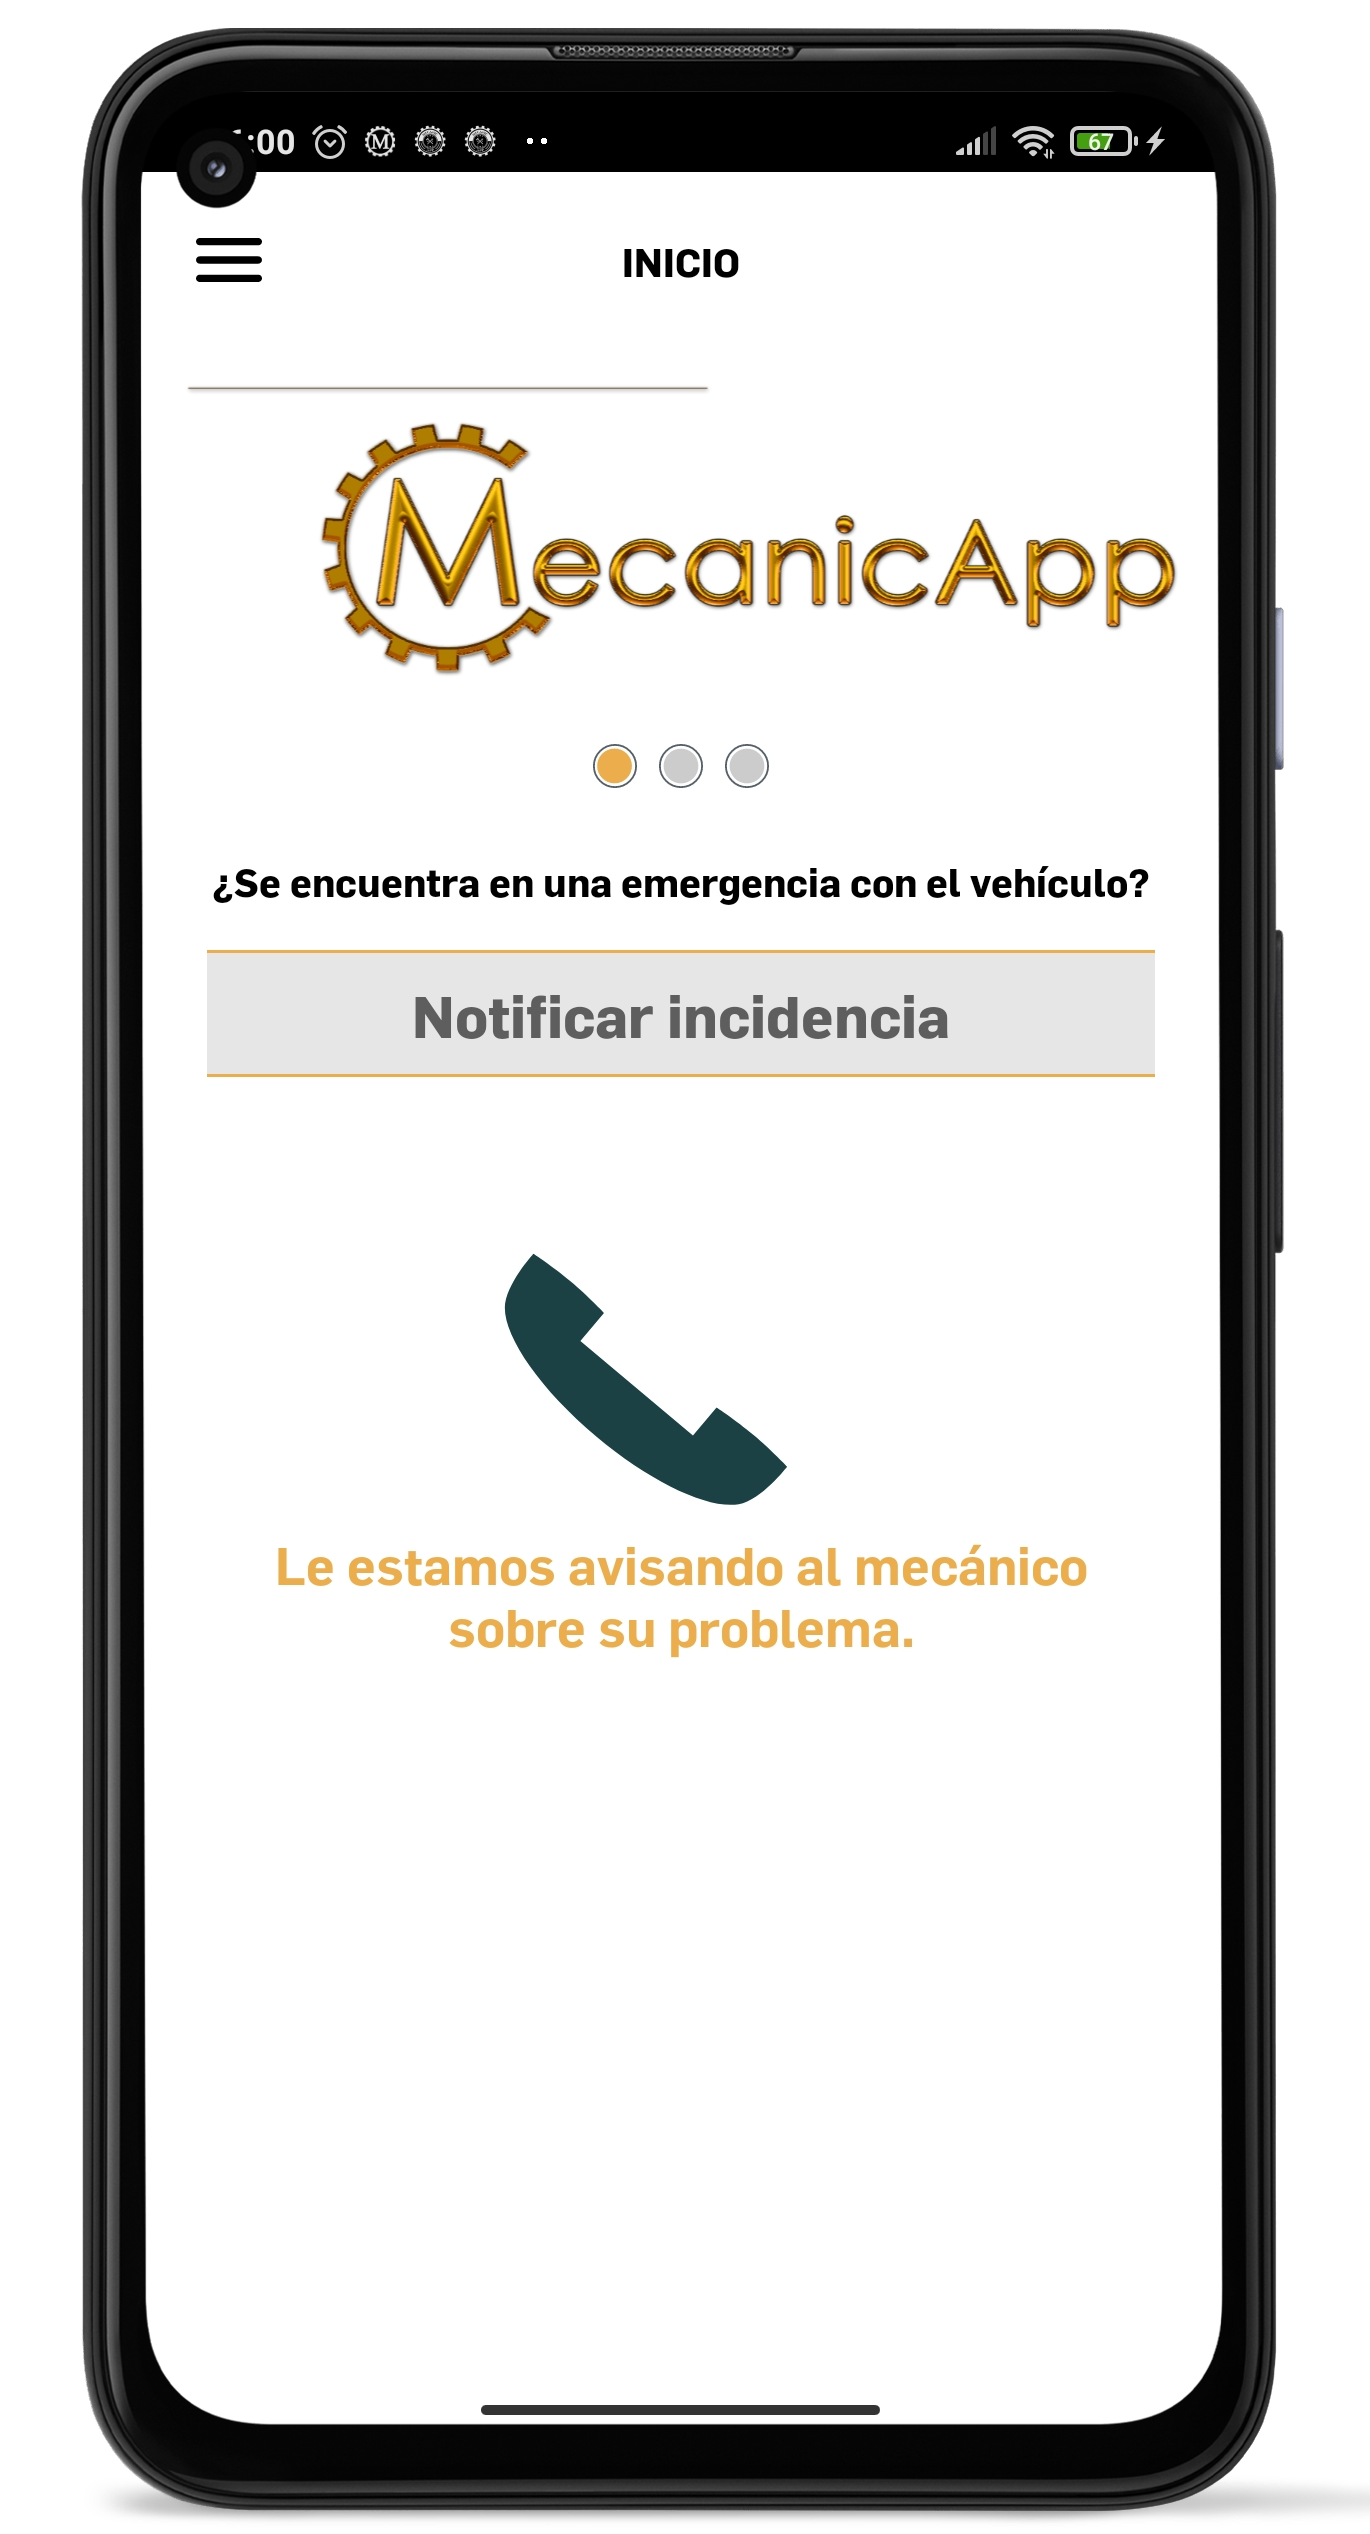 :00
67
INICIO
MecanicApp
¿Se encuentra en una emergencia con el vehículo?
Notificar incidencia
Le estamos avisando al mecánico
sobre su problema.